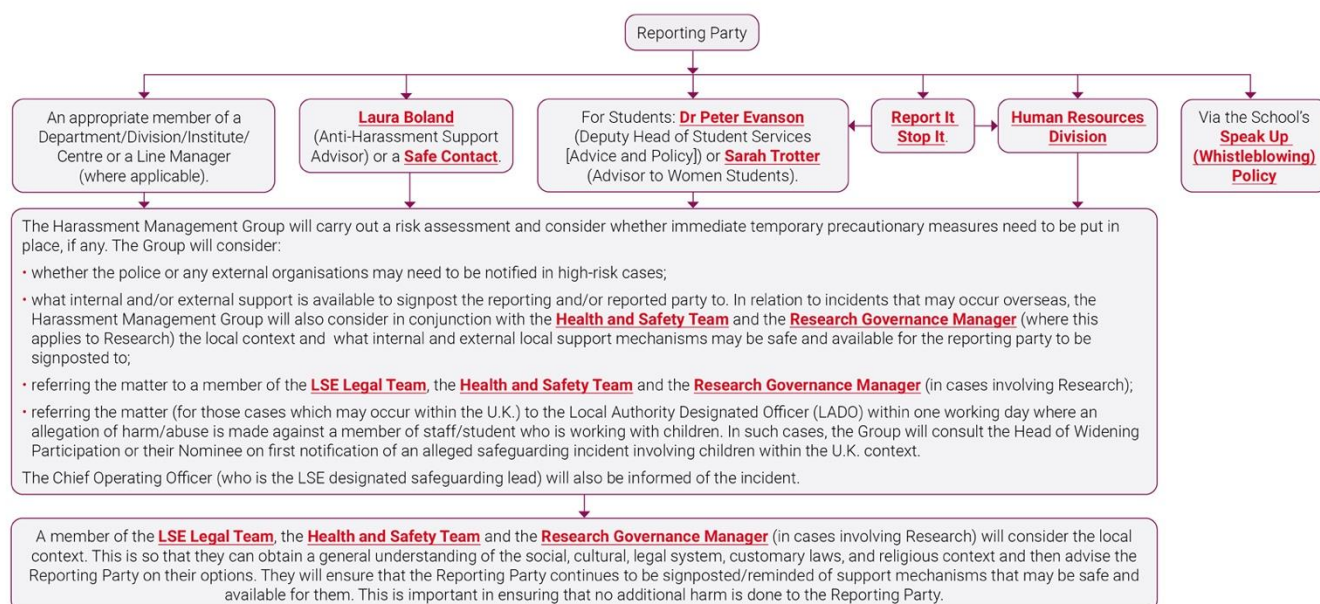 Reporting Party
An appropriate member of a
Department/Division/Institute/
Centre or a Line Manager
(where applicable).
Laura Boland
(Anti-Harassment Support
Advisor) or a Safe Contact.
For Students: Dr Peter Evanson
(Deputy Head of Student Services
[Advice and Policy]) or Sarah Trotter
(Advisor to Women Students).
Report It
Stop It.
Human Resources
Division
Via the School's
Speak Up
(Whistleblowing)
Policy
The Harassment Management Group will carry out a risk assessment and consider whether immediate temporary precautionary measures need to be put in
place, if any. The Group will consider:
• whether the police or any external organisations may need to be notified in high-risk cases;
• what internal and/or external support is available to signpost the reporting and/or reported party to. In relation to incidents that may occur overseas, the
Harassment Management Group will also consider in conjunction with the Health and Safety Team and the Research Governance Manager (where this
applies to Research) the local context and what internal and external local support mechanisms may be safe and available for the reporting party to be
signposted to;
• referring the matter to a member of the LSE Legal Team, the Health and Safety Team and the Research Governance Manager (in cases involving Research);
• referring the matter (for those cases which may occur within the U.K.) to the Local Authority Designated Officer (LADO) within one working day where an
allegation of harm/abuse is made against a member of staff/student who is working with children. In such cases, the Group will consult the Head of Widening
Participation or their Nominee on first notification of an alleged safeguarding incident involving children within the U.K. context.
The Chief Operating Officer (who is the LSE designated safeguarding lead) will also be informed of the incident.
A member of the LSE Legal Team, the Health and Safety Team and the Research Governance Manager (in cases involving Research) will consider the local
context. This is so that they can obtain a general understanding of the social, cultural, legal system, customary laws, and religious context and then advise the
Reporting Party on their options. They will ensure that the Reporting Party continues to be signposted/reminded of support mechanisms that may be safe and
available for them. This is important in ensuring that no additional harm is done to the Reporting Party.